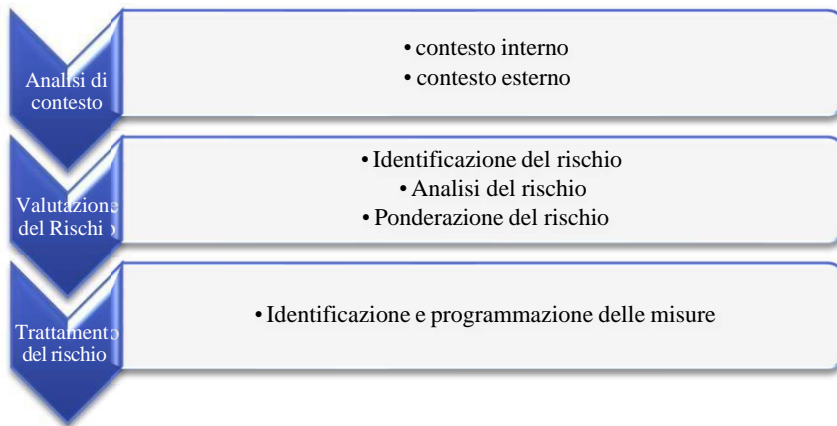 Analisi di
contesto
• contesto interno
• contesto esterno
Valutazione
del Rischio
• Identificazione del rischio
• Analisi del rischio
• Ponderazione del rischio
Trattamento
del rischio
• Identificazione e programmazione delle misure